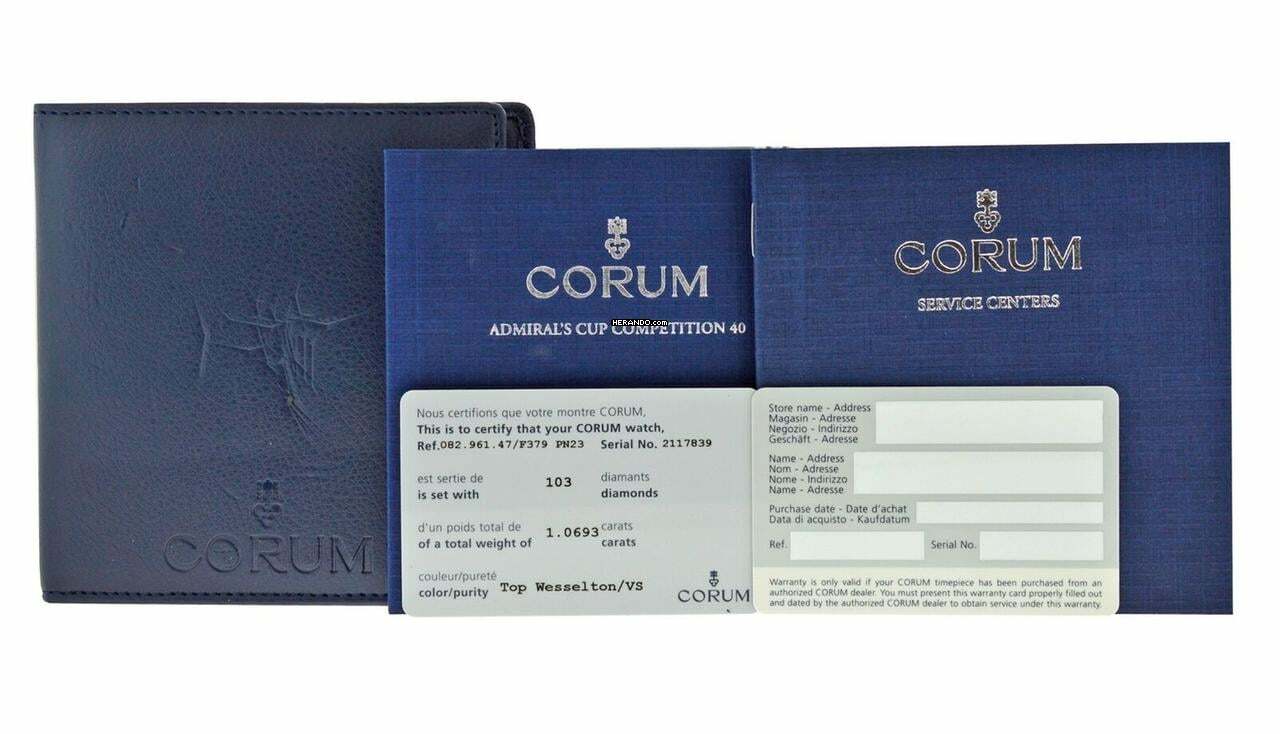 CORUM
CORUM
ADMIRAL'S CUP COMPETITION 40
HERANDO.com
CORUM
SERVICE CENTERS
Nous certifions que votre montre CORUM,
This is to certify that your CORUM watch,
Ref.082.961.47/F379 PN23 Serial No. 2117839
est sertie de 103 diamants
is set with diamonds
d'un poids total de 1.0693 carats
of a total weight of carats
couleur/pureté
color/purity Top Wesselton/VS
CORUM
Store name - Address
Magasin - Adresse
Negozio - Indirizzo
Geschäft - Adresse
Name - Address
Nom - Adresse
Nome - Indirizzo
Name - Adresse
Purchase date - Date d'achat
Data di acquisto - Kaufdatum
Ref. Serial No.
Warranty is only valid if your CORUM timepiece has been purchased from an
authorized CORUM dealer. You must present this warranty card properly filled out
and dated by the authorized CORUM dealer to obtain service under this warranty.